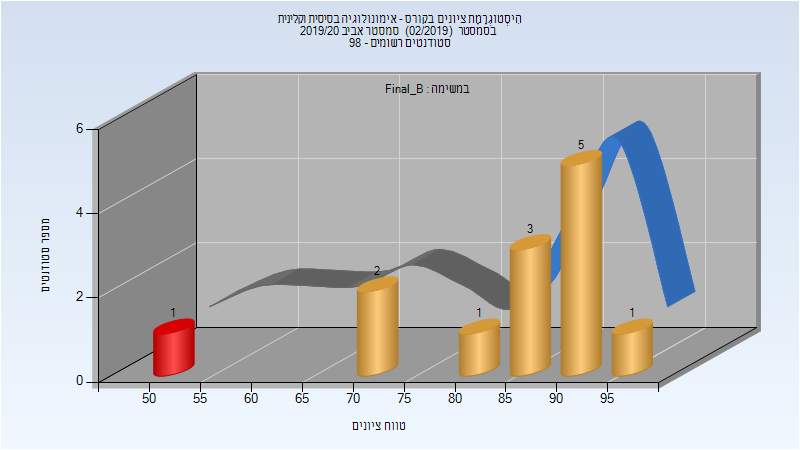 היסטוגרמת ציונים בקורס - אימונולוגיה בסיסית וקלינית
בסמסטר (02/2019) סמסטר אביב 2019/20
סטודנטים רשומים - 98
במשימה : Final_B
מספר סטודנטים
6
4
2
0
1
2
1
3
5
1
50 55 60 65 70 75 80 85 90 95
טווח ציונים